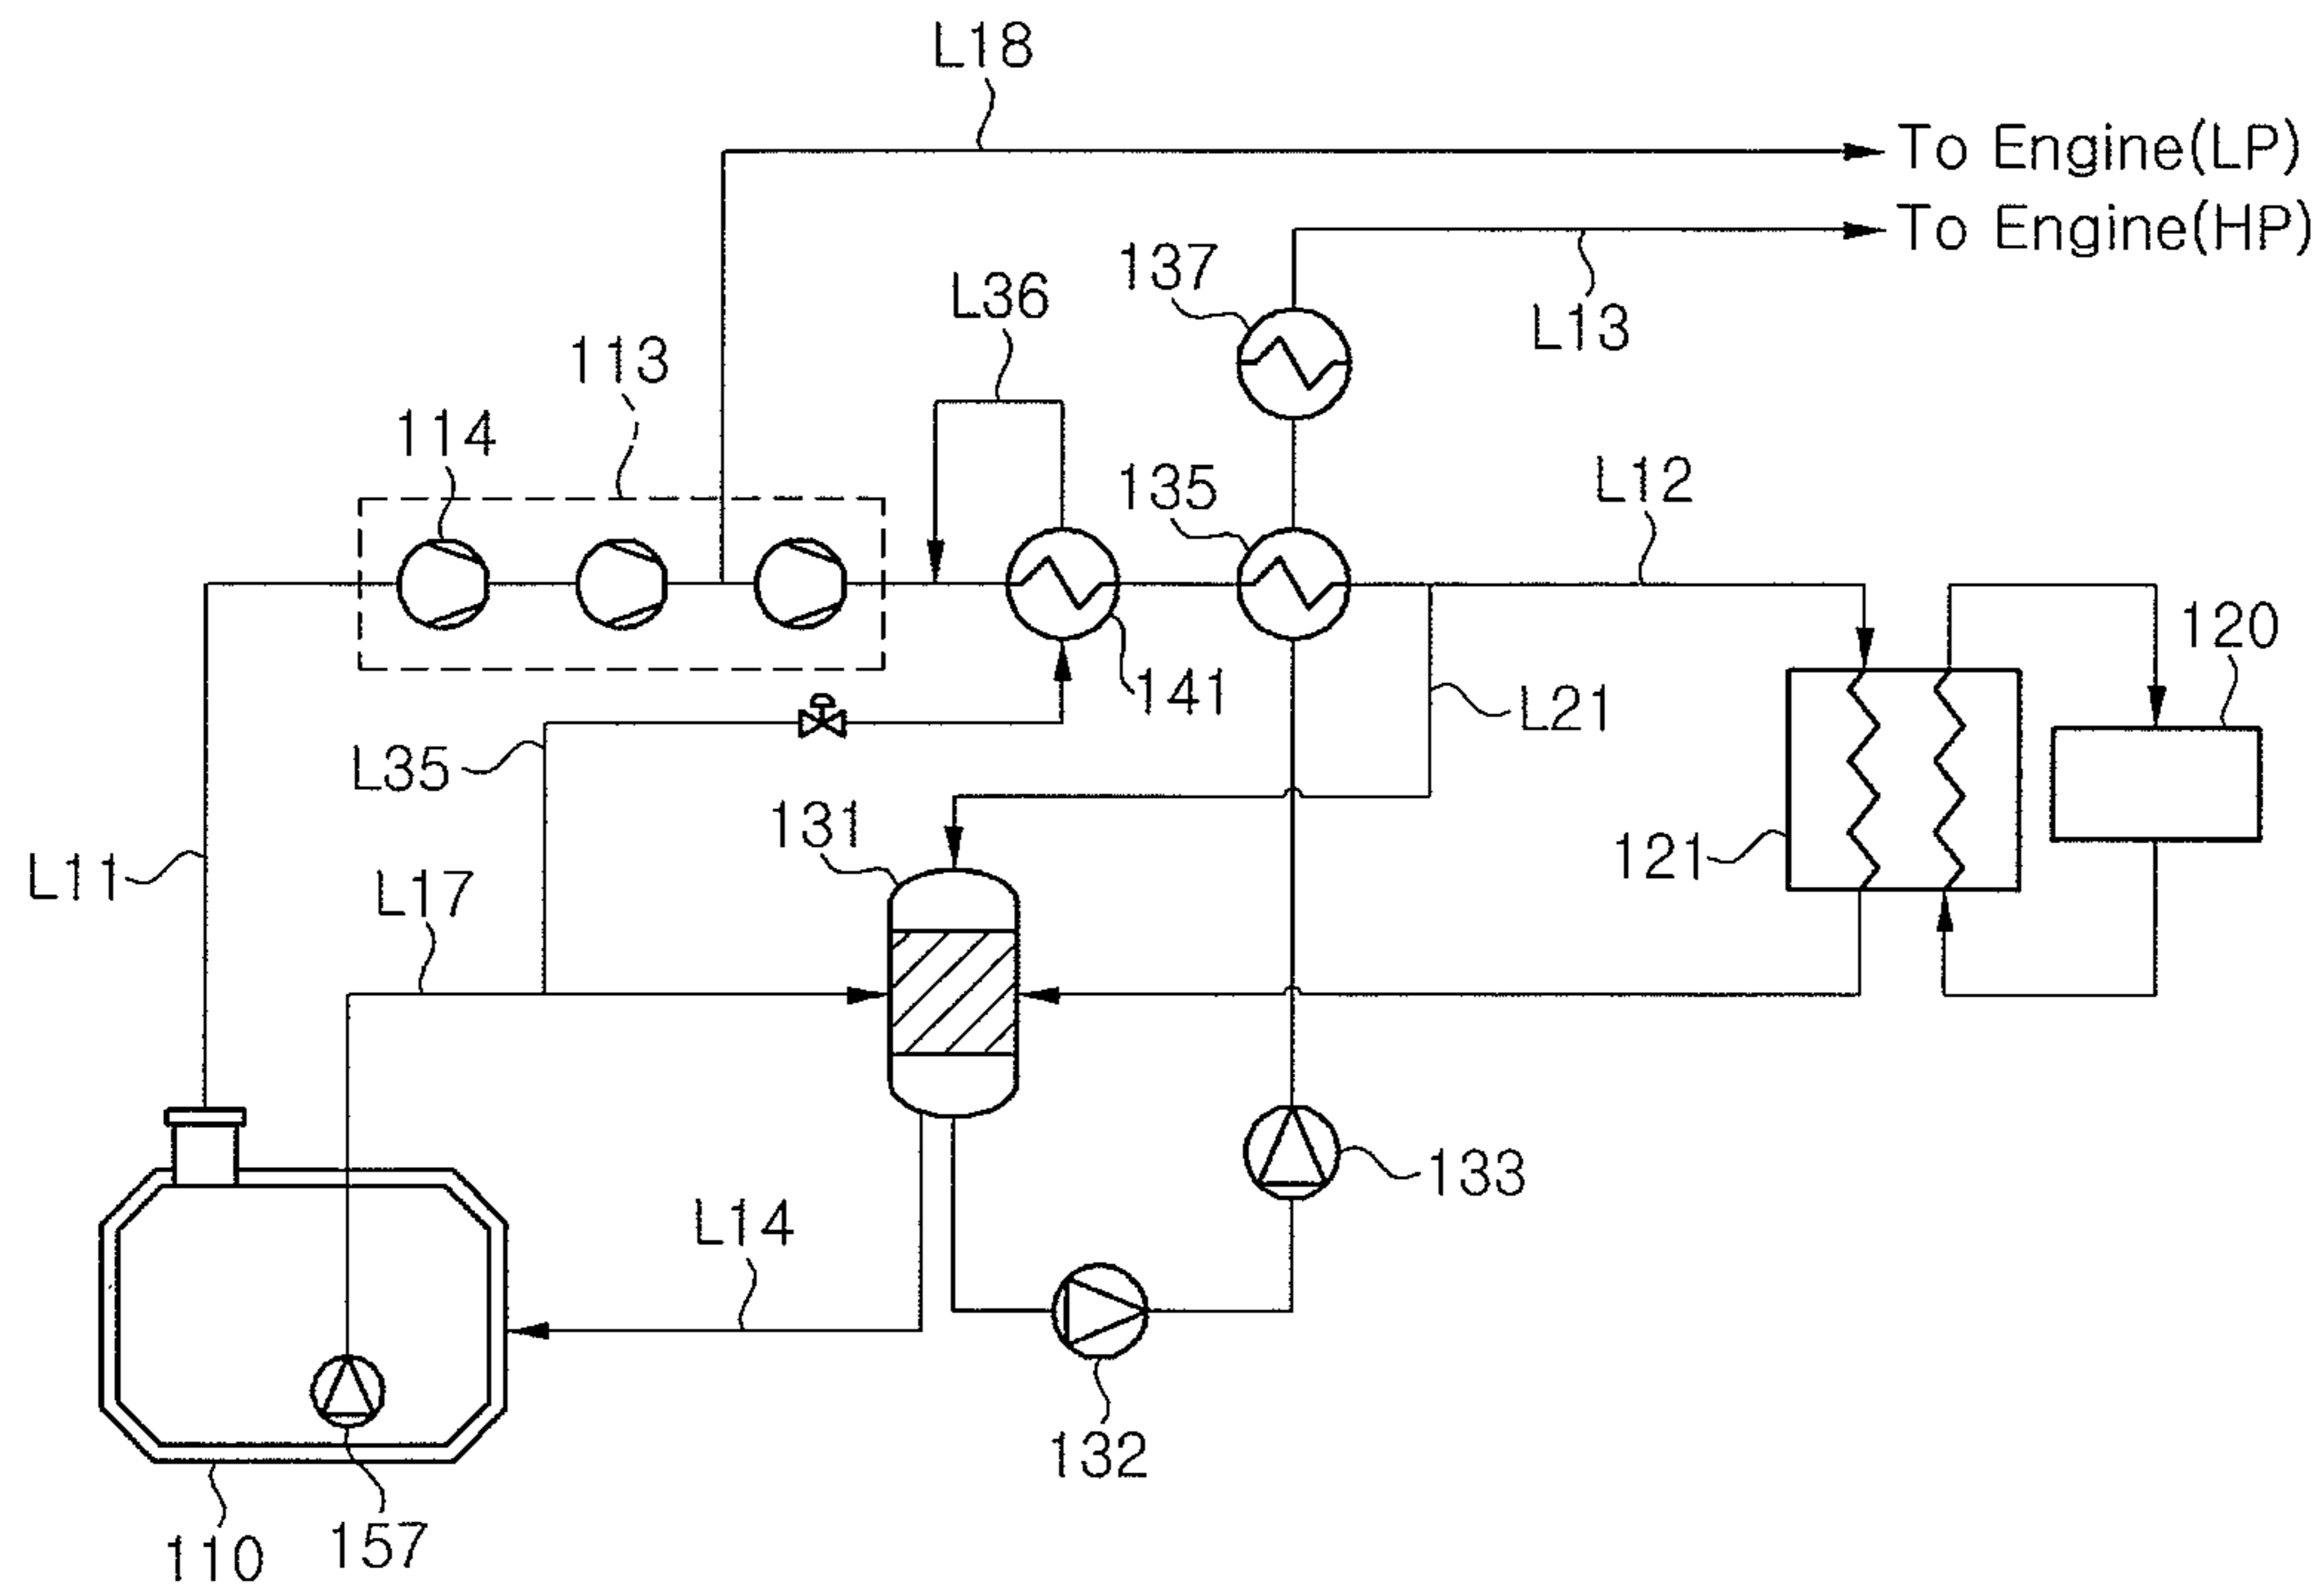 L18
To Engine(LP)
To Engine(HP)
137
L36
L13
113
114
135
L12
120
141
L21
L35
131
121
L11
L17
133
L14
132
157
110